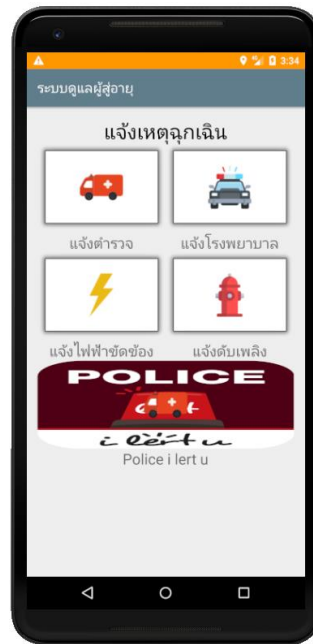 3:34
ระบบดูแลผู้สู่อายุ
แจ้งเหตุฉุกเฉิน
แจ้งตำรวจ แจ้งโรงพยาบาล
แจ้งไฟฟ้าขัดข้อง แจ้งดับเพลิง
POLICE
i lert u
Police i lert u